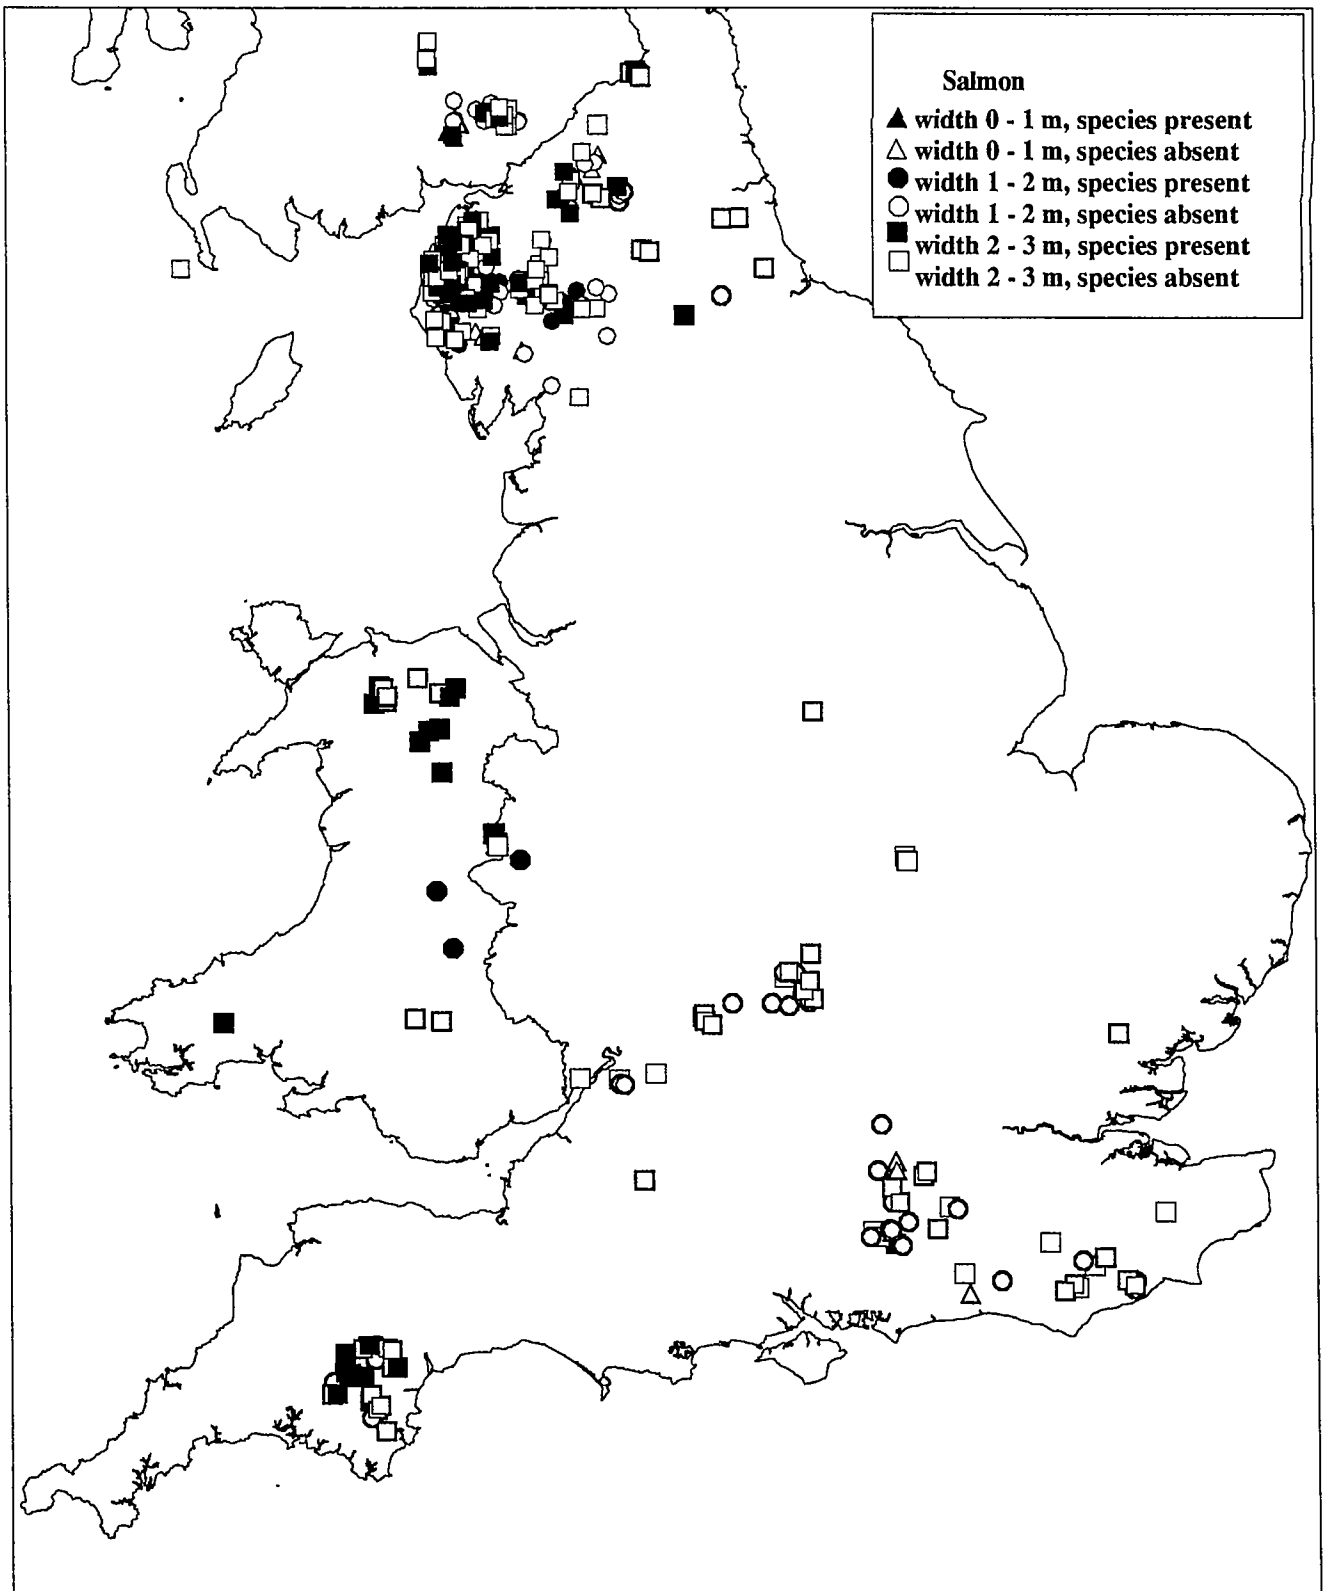 Salmon
width 0 - 1 m, species present
width 0 - 1 m, species absent
width 1 - 2 m, species present
width 1 - 2 m, species absent
width 2 - 3 m, species present
width 2 - 3 m, species absent